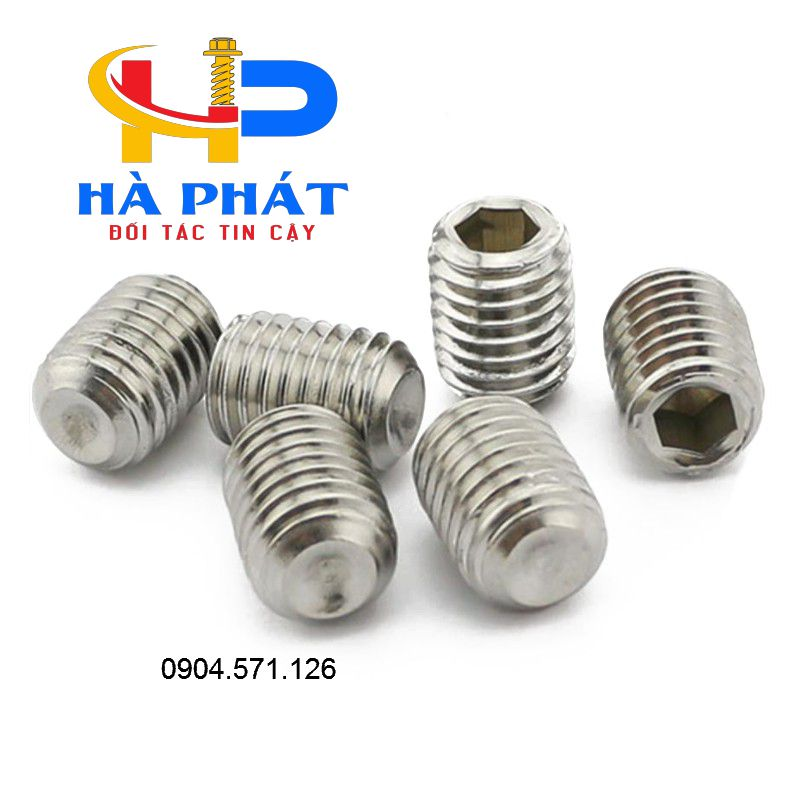 HÀ PHÁT
ĐỐI TÁC TIN CẬY
0904.571.126